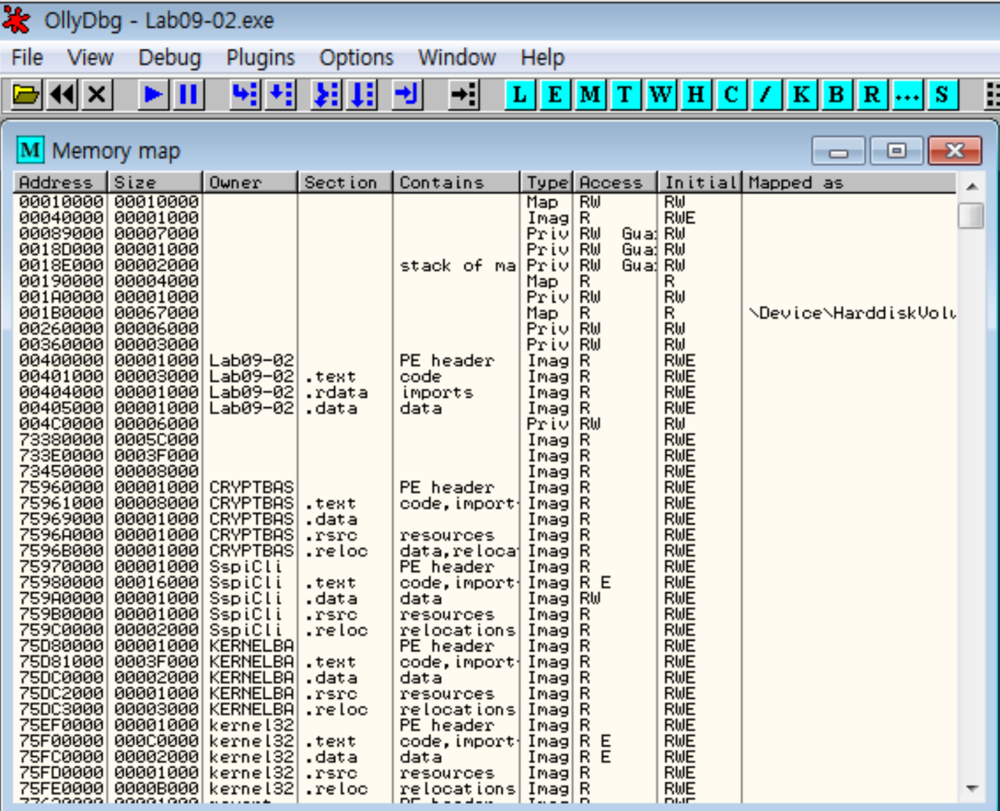 OllyDbg - Lab09-02.exe
File View Debug Plugins Options Window Help
L E M T W H C / K B R ... S
M Memory map
Address Size Owner Section Contains Type Access Initial Mapped as
00010000 00010000 Map RW RW
00040000 00001000 Imag R RWE
00089000 00007000 Priv RW Gua RW
0018D000 00001000 Priv RW Gua RW
0018E000 00002000 stack of ma Priv RW Gua RW
00190000 00004000 Map R R
001A0000 00001000 Priv RW RW
001B0000 00067000 Map R R \Device\HarddiskVolu
00260000 00006000 Priv RW RW
00360000 00003000 Priv RW RW
00400000 00001000 Lab09-02 PE header Imag R RWE
00401000 00003000 Lab09-02 .text code Imag R RWE
00404000 00001000 Lab09-02 .rdata imports Imag R RWE
00405000 00001000 Lab09-02 .data data Imag R RWE
004C0000 00006000 Priv RW RW
73380000 0005C000 Imag R RWE
733E0000 0003F000 Imag R RWE
73450000 00008000 Imag R RWE
75960000 00001000 CRYPTBAS PE header Imag R RWE
75961000 00008000 CRYPTBAS .text code,import Imag R RWE
75969000 00001000 CRYPTBAS .data Imag R RWE
7596A000 00001000 CRYPTBAS .rsrc resources Imag R RWE
7596B000 00001000 CRYPTBAS .reloc data,reloca Imag R RWE
75970000 00001000 SspiCli PE header Imag R RWE
75980000 00016000 SspiCli .text code,import Imag R E RWE
759A0000 00001000 SspiCli .data data Imag RW RWE
759B0000 00001000 SspiCli .rsrc resources Imag R RWE
759C0000 00002000 SspiCli .reloc relocations Imag R RWE
75D80000 00001000 KERNELBA PE header Imag R RWE
75D81000 0003F000 KERNELBA .text code,import Imag R RWE
75DC0000 00002000 KERNELBA .data data Imag R RWE
75DC2000 00001000 KERNELBA .rsrc resources Imag R RWE
75DC3000 00003000 KERNELBA .reloc relocations Imag R RWE
75EF0000 00001000 kernel32 PE header Imag R RWE
75F00000 000C0000 kernel32 .text code,import Imag R E RWE
75FC0000 00002000 kernel32 .data data Imag R E RWE
75FD0000 00001000 kernel32 .rsrc resources Imag R RWE
75FE0000 0000B000 kernel32 .reloc relocations Imag R RWE